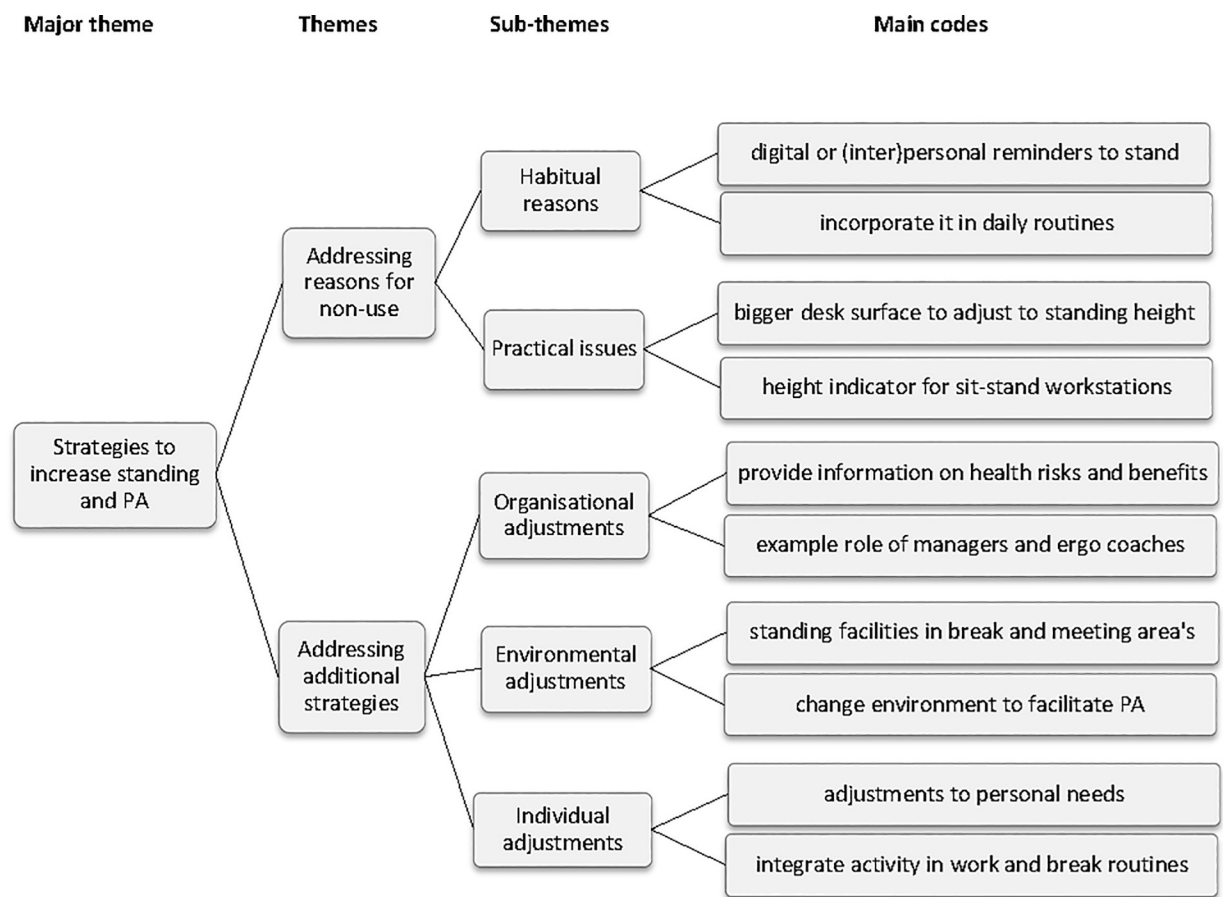 Major theme
Themes
Sub-themes
Main codes
Strategies to
increase standing
and PA
Addressing
reasons for
non-use
Habitual
reasons
digital or (inter)personal reminders to stand
incorporate it in daily routines
Practical issues
bigger desk surface to adjust to standing height
height indicator for sit-stand workstations
Addressing
additional
strategies
Organisational
adjustments
provide information on health risks and benefits
example role of managers and ergo coaches
Environmental
adjustments
standing facilities in break and meeting area's
change environment to facilitate PA
Individual
adjustments
adjustments to personal needs
integrate activity in work and break routines